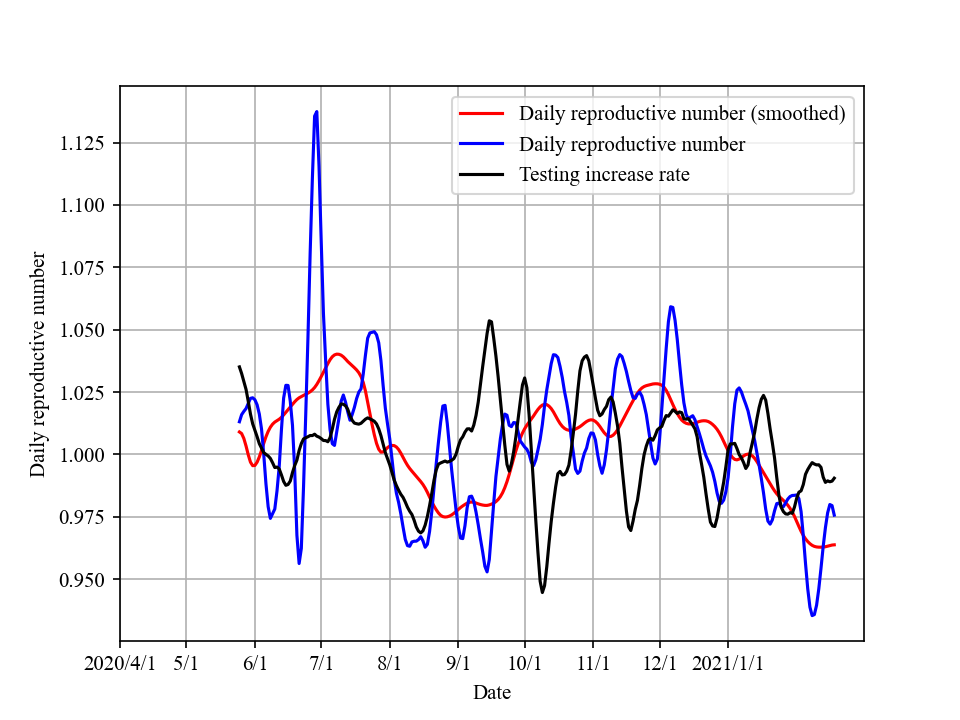 Daily reproductive number (smoothed)
Daily reproductive number
Testing increase rate
Daily reproductive number
1.125
1.100
1.075
1.050
1.025
1.000
0.975
0.950
2020/4/1 5/1 6/1 7/1 8/1 9/1 10/1 11/1 12/1 2021/1/1
Date